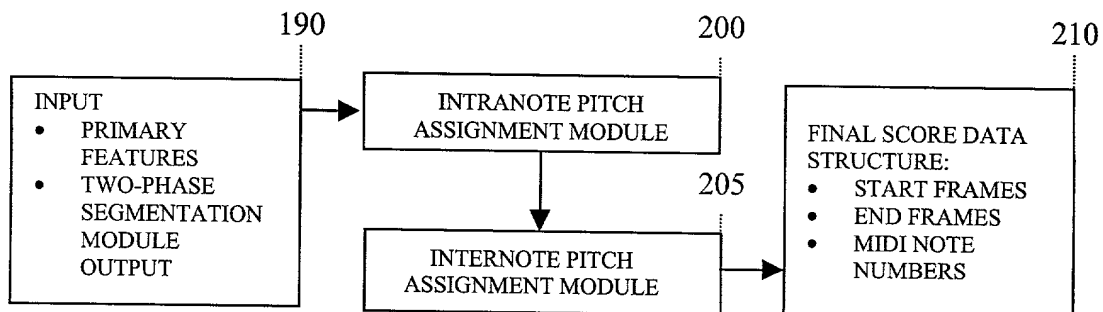 190
INPUT
• PRIMARY
FEATURES
• TWO-PHASE
SEGMENTATION
MODULE
OUTPUT
200
INTRANOTE PITCH
ASSIGNMENT MODULE
205
INTERNOTE PITCH
ASSIGNMENT MODULE
210
FINAL SCORE DATA
STRUCTURE:
• START FRAMES
• END FRAMES
• MIDI NOTE
NUMBERS